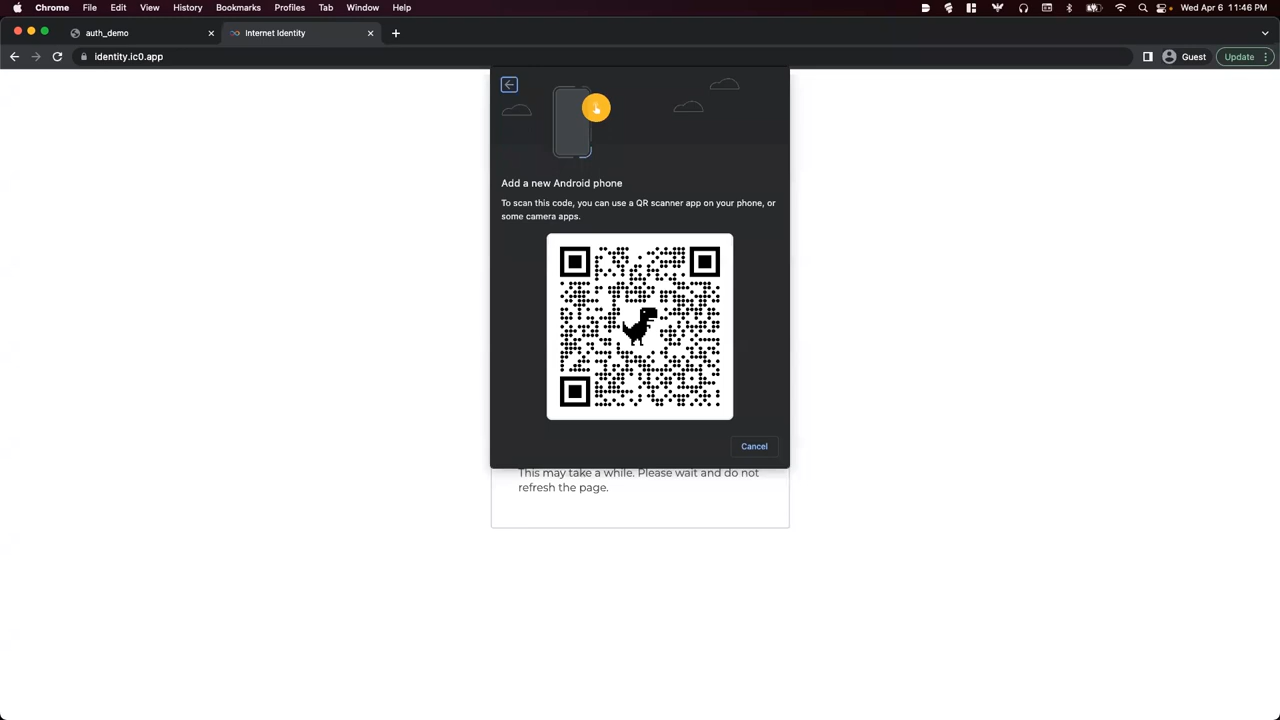 Chrome File Edit View History Bookmarks Profiles Tab Window Help Wed Apr 6 11:46 PM
auth_demo Internet Identity
identity.ic0.app Guest Update
Add a new Android phone
To scan this code, you can use a QR scanner app on your phone, or
some camera apps.
Cancel
This may take a while. Please wait and do not
refresh the page.